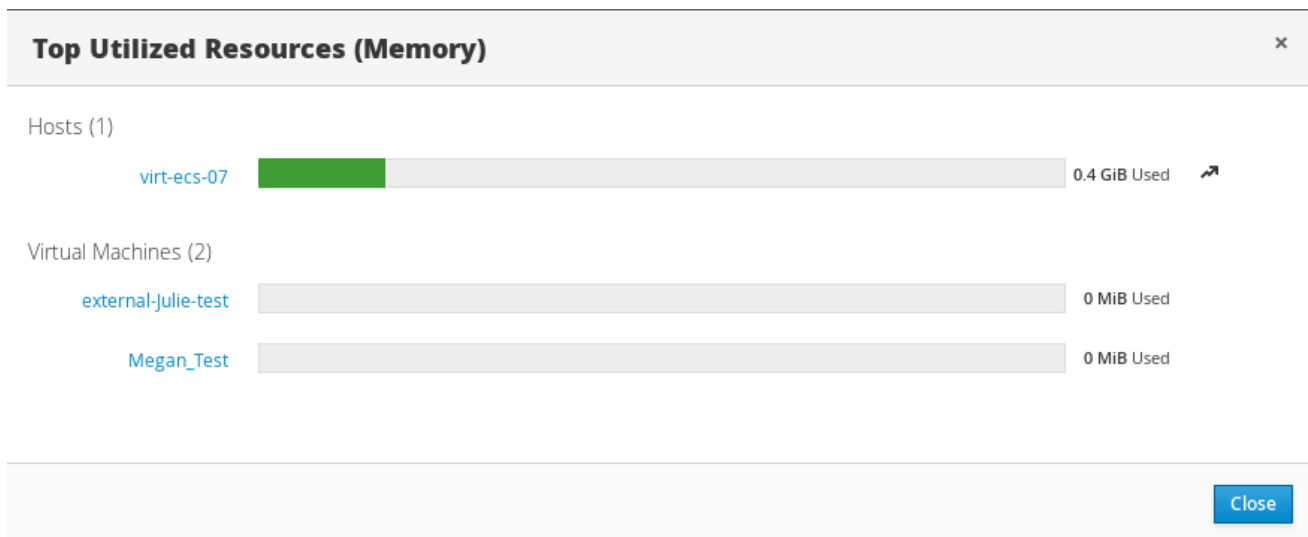 Top Utilized Resources (Memory)
×
Hosts (1)
virt-ecs-07 0.4 GiB Used
Virtual Machines (2)
external-Julie-test 0 MiB Used
Megan_Test 0 MiB Used
Close